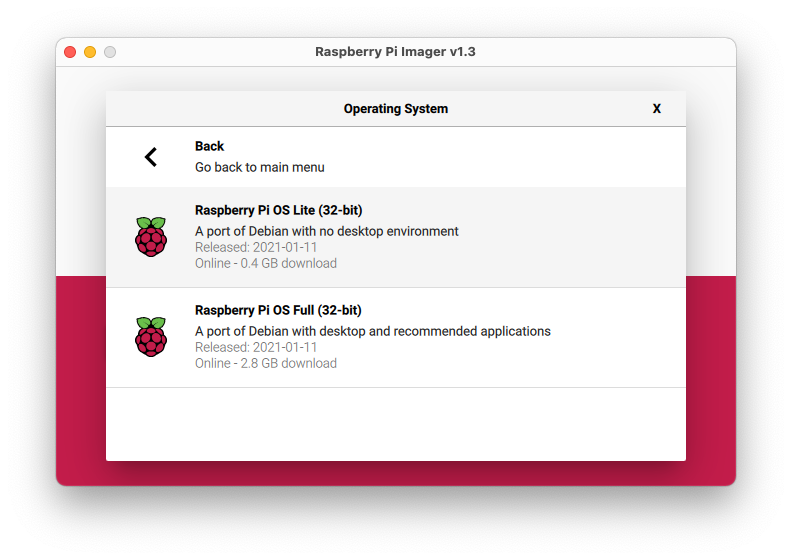 Raspberry Pi Imager v1.3
Operating System X
Back
Go back to main menu
Raspberry Pi OS Lite (32-bit)
A port of Debian with no desktop environment
Released: 2021-01-11
Online - 0.4 GB download
Raspberry Pi OS Full (32-bit)
A port of Debian with desktop and recommended applications
Released: 2021-01-11
Online - 2.8 GB download